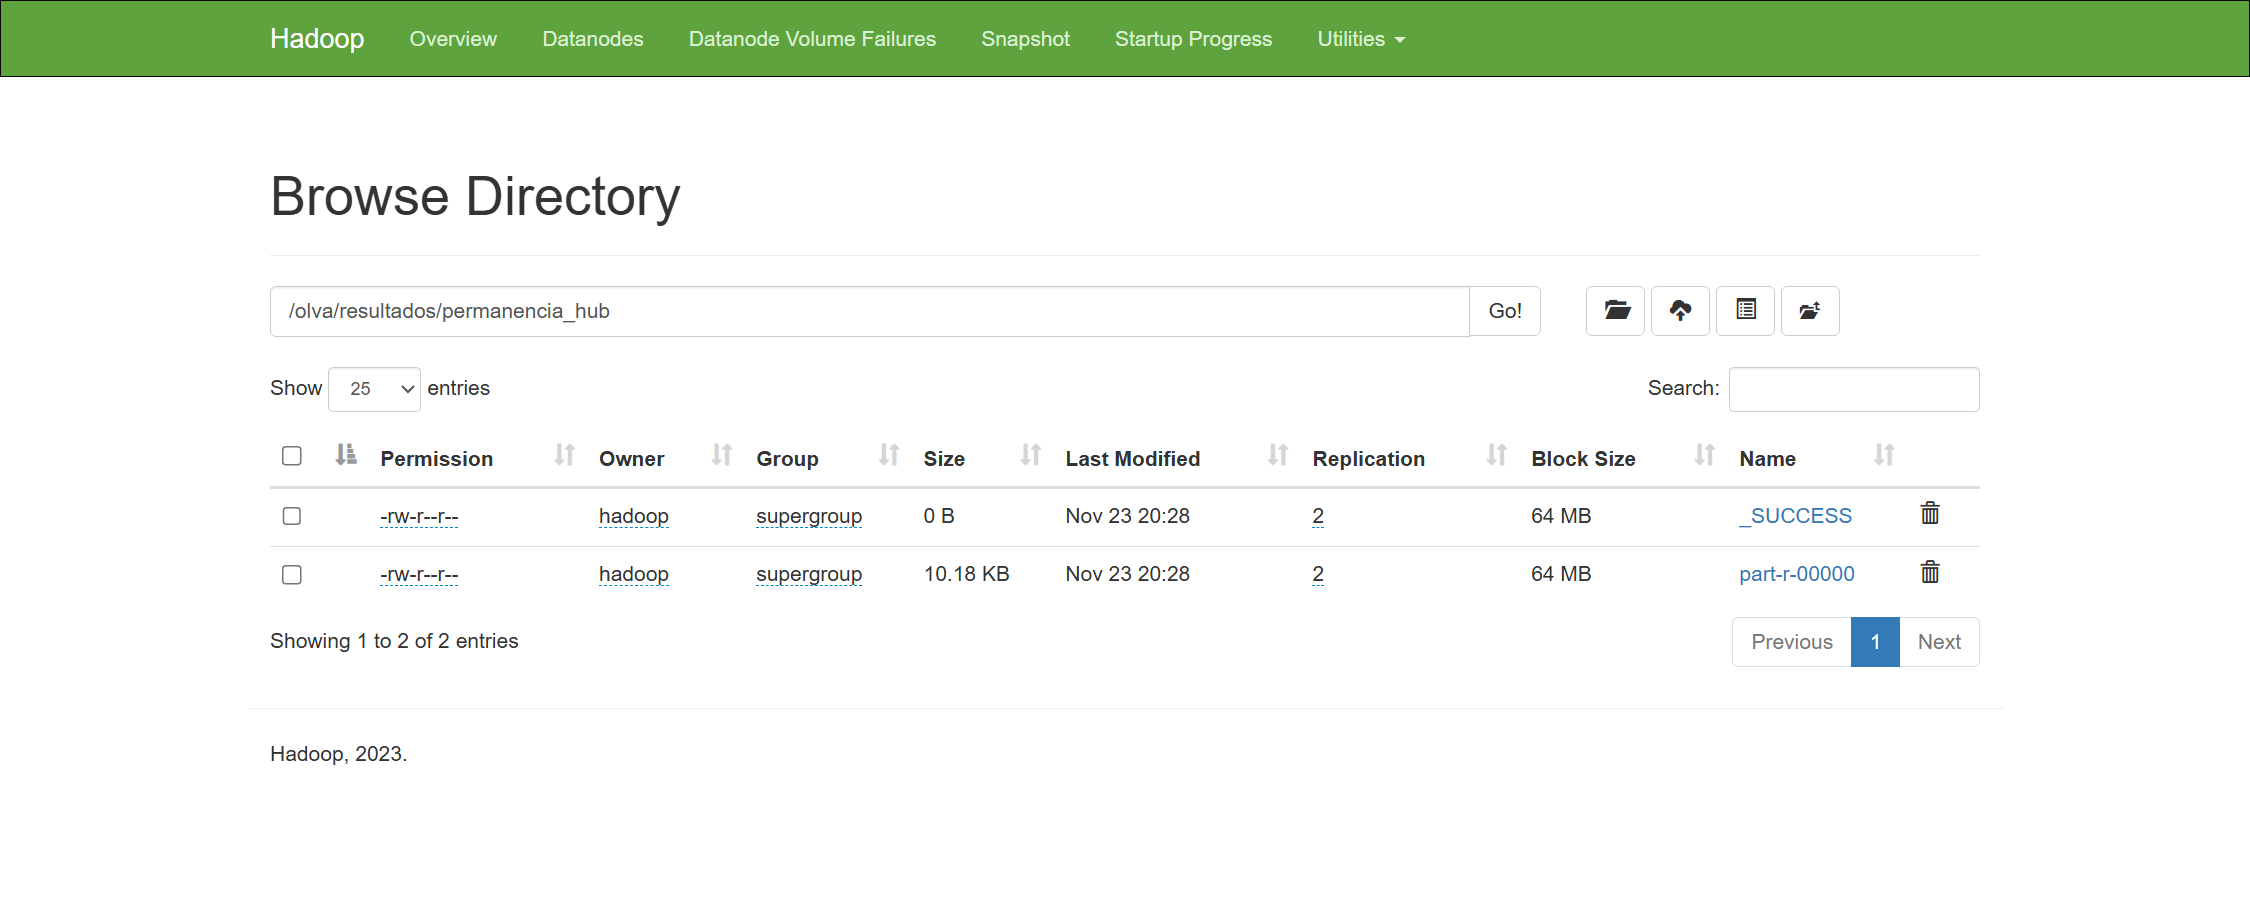 Hadoop Overview Datanodes Datanode Volume Failures Snapshot Startup Progress Utilities
Browse Directory
/olva/resultados/permanencia_hub Go!
Show 25 entries Search:
Permission Owner Group Size Last Modified Replication Block Size Name
-rw-r--r-- hadoop supergroup 0 B Nov 23 20:28 2 64 MB _SUCCESS
-rw-r--r-- hadoop supergroup 10.18 KB Nov 23 20:28 2 64 MB part-r-00000
Showing 1 to 2 of 2 entries Previous 1 Next
Hadoop, 2023.